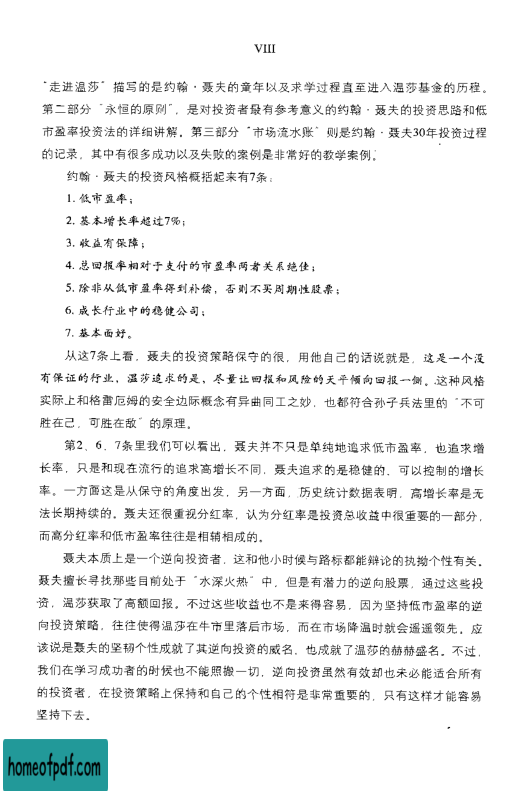 VIII
“走进温莎”描写的是约翰·聂夫的童年以及求学过程直至进入温莎基金的历程。
第二部分“永恒的原则”，是对投资者最有参考意义的约翰·聂夫的投资思路和低
市盈率投资法的详细讲解。第三部分“市场流水账”则是约翰·聂夫30年投资过程
的记录，其中有很多成功以及失败的案例是非常好的教学案例。
约翰·聂夫的投资风格概括起来有7条：
1. 低市盈率；
2. 基本增长率超过7%；
3. 收益有保障；
4. 总回报率相对于支付的市盈率两者关系绝佳；
5. 除非从低市盈率得到补偿，否则不买周期性股票；
6. 成长行业中的稳健公司；
7. 基本面好。
从这7条上看，聂夫的投资策略保守的很，用他自己的话说就是，这是一个没
有保证的行业，温莎追求的是，尽量让回报和风险的天平倾向回报一侧。这种风格
实际上和格雷厄姆的安全边际概念有异曲同工之妙，也都符合孙子兵法里的“不可
胜在己，可胜在敌”的原理。
第2、6、7条里我们可以看出，聂夫并不只是单纯地追求低市盈率，也追求增
长率，只是和现在流行的追求高增长不同，聂夫追求的是稳健的、可以控制的增长
率。一方面这是从保守的角度出发，另一方面，历史统计数据表明，高增长率是无
法长期持续的。聂夫还很重视分红率，认为分红率是投资总收益中很重要的一部分，
而高分红率和低市盈率往往是相辅相成的。
聂夫本质上是一个逆向投资者，这和他小时候与路标都能辩论的执拗个性有关。
聂夫擅长寻找那些目前处于“水深火热”中，但是有潜力的逆向股票，通过这些投
资，温莎获取了高额回报。不过这些收益也不是来得容易，因为坚持低市盈率的逆
向投资策略，往往使得温莎在牛市里落后市场，而在市场降温时就会遥遥领先。应
该说是聂夫的坚韧个性成就了其逆向投资的威名，也成就了温莎的赫赫盛名。不过，
我们在学习成功者的时候也不能照搬一切，逆向投资虽然有效却也未必能适合所有
的投资者，在投资策略上保持和自己的个性相符是非常重要的，只有这样才能容易
坚持下去。
homeofpdf.com